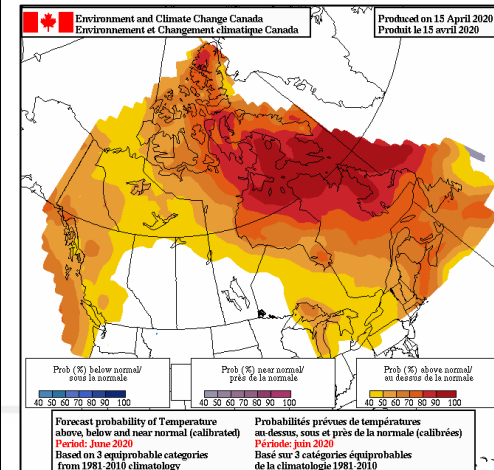 Environment and Climate Change Canada
Environnement et Changement climatique Canada
Produced on 15 April 2020
Produit le 15 avril 2020
Prob (%) below normal/
sous la normale
40 50 60 70 80 90 100
Prob (%) near normal/
près de la normale
40 50 60 70 80 90 100
Prob (%) above normal/
au dessus de la normale
40 50 60 70 80 90 100
Forecast probability of Temperature
above, below and near normal (calibrated)
Period: June 2020
Based on 3 equiprobable categories
from 1981-2010 climatology
Probabilités prévues de températures
au-dessus, sous et près de la normale (calibrées)
Période: juin 2020
Basé sur 3 catégories équiprobables
de la climatologie 1981-2010